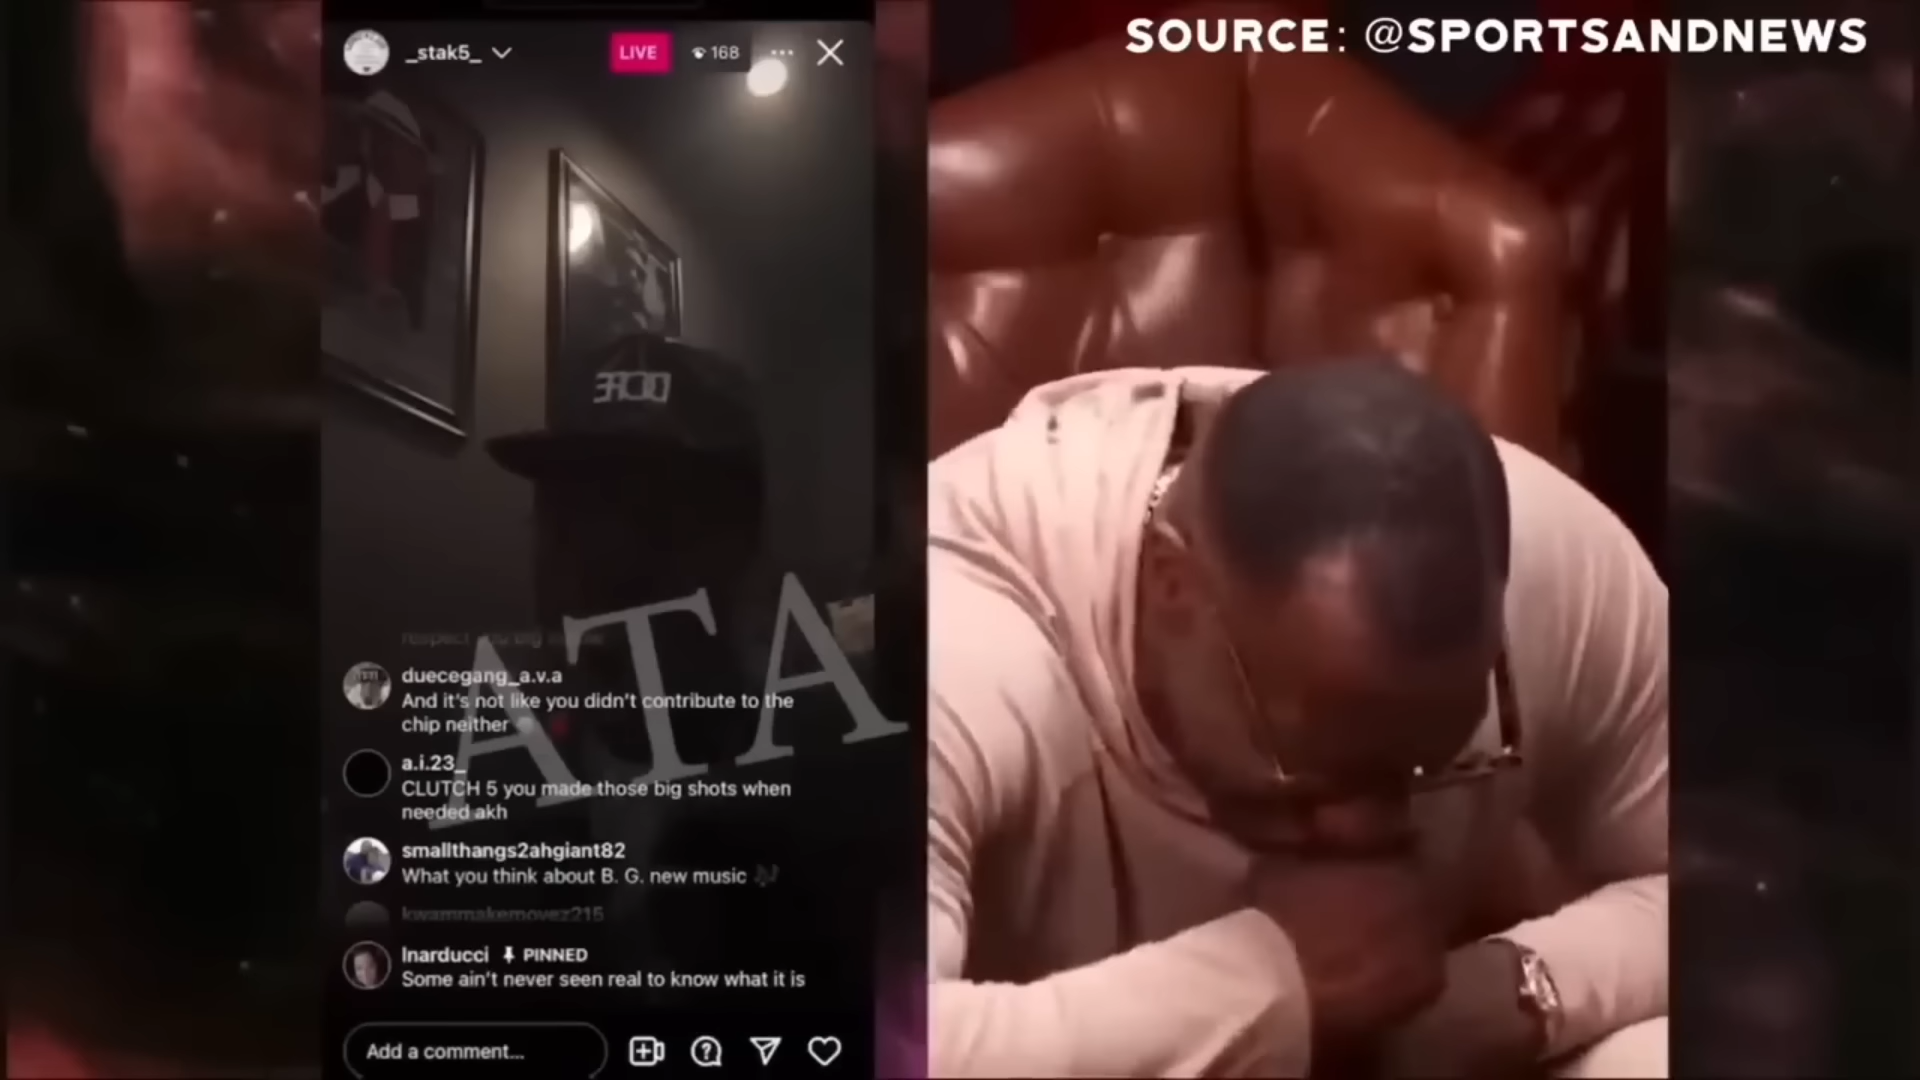 SOURCE: @SPORTSANDNEWS
_stak5_
LIVE
168
duecegang_a.v.a
And it's not like you didn't contribute to the
chip neither
a.i.23_
CLUTCH 5 you made those big shots when
needed akh
smallthangs2ahgiant82
What you think about B. G. new music
kwammakemovez215
lnarducci PINNED
Some ain't never seen real to know what it is
Add a comment...
ATA